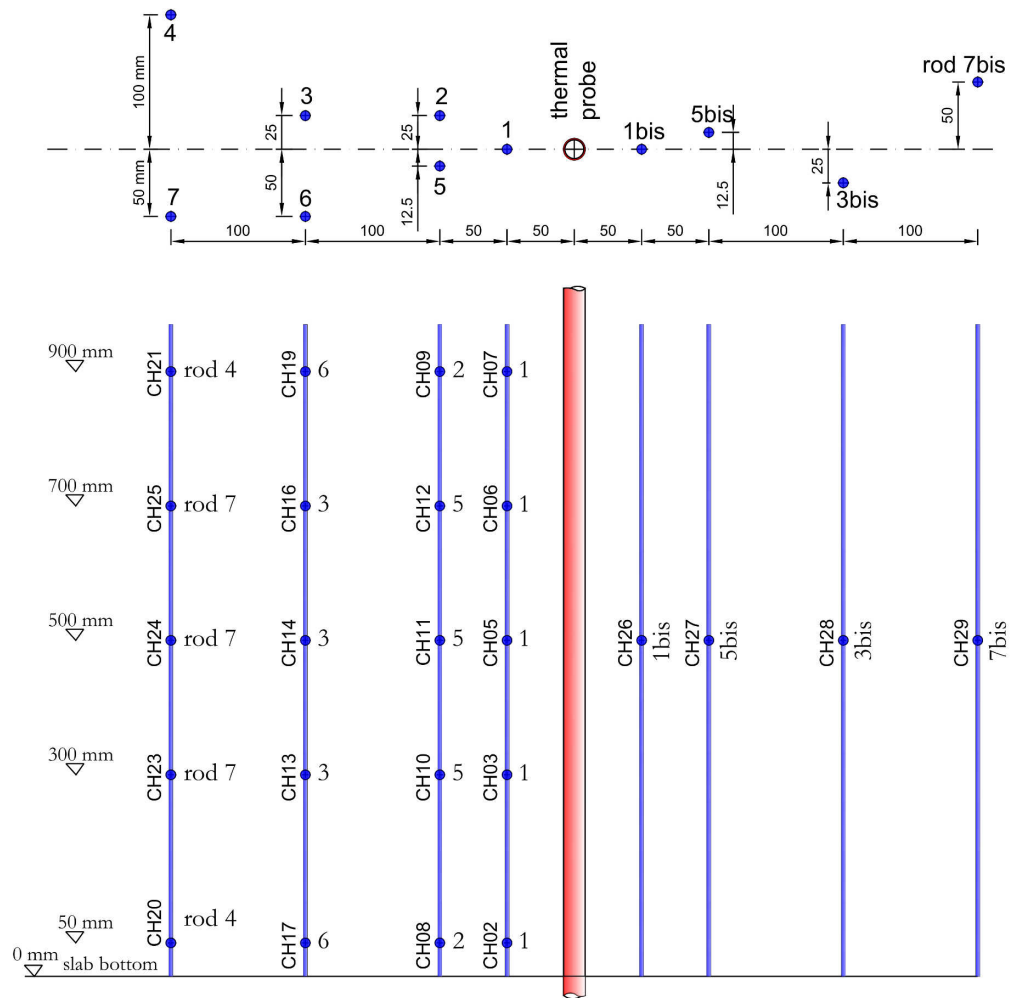 4
100 mm
3
25
2
25
1
thermal
probe
1bis
5bis
12.5
rod 7bis
50
50 mm
7
50
6
5
12.5
25
3bis
100
100
50
50
50
50
100
100
900 mm
CH21
rod 4
CH19
6
CH09
2
CH07
1
700 mm
CH25
rod 7
CH16
3
CH12
5
CH06
1
500 mm
CH24
rod 7
CH14
3
CH11
5
CH05
1
CH26
1bis
CH27
5bis
CH28
3bis
CH29
7bis
300 mm
CH23
rod 7
CH13
3
CH10
5
CH03
1
50 mm
CH20
rod 4
CH17
6
CH08
2
CH02
1
0 mm
slab bottom